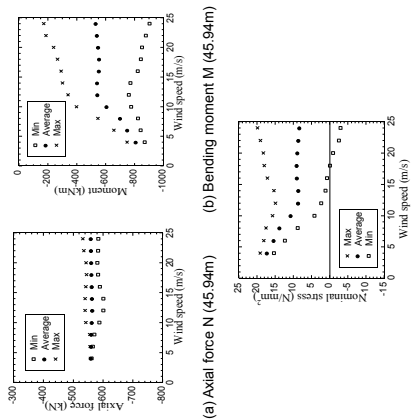 -300
-400
-500
-600
-700
-800
Axial force (kN)
Min
Average
Max
0 5 10 15 20 25
Wind speed (m/s)
(a) Axial force N (45.94m)
0
-200
-400
-600
-800
-1000
Moment (kNm)
Min
Average
Max
0 5 10 15 20 25
Wind speed (m/s)
(b) Bending moment M (45.94m)
25
20
15
10
5
0
-5
-10
-15
Nominal stress (N/mm²)
Max
Average
Min
0 5 10 15 20 25
Wind speed (m/s)